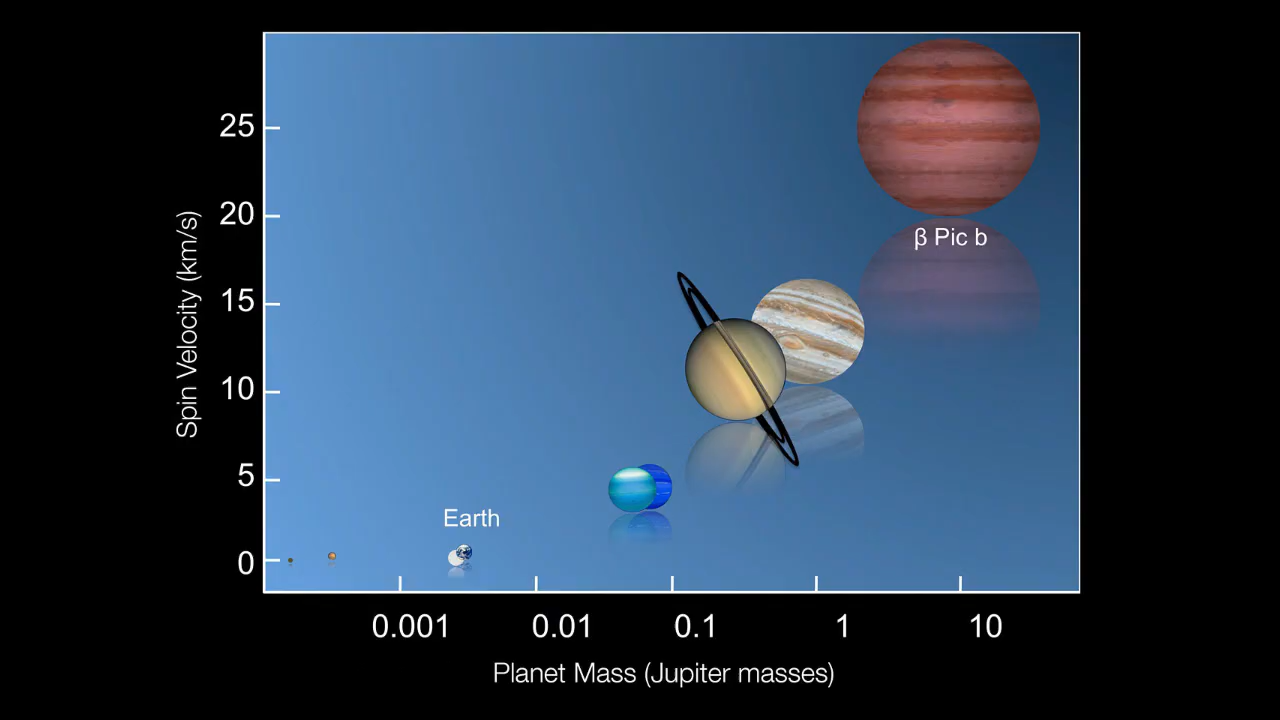 25
20
15
10
5
0
Spin Velocity (km/s)
β Pic b
Earth
0.001 0.01 0.1 1 10
Planet Mass (Jupiter masses)